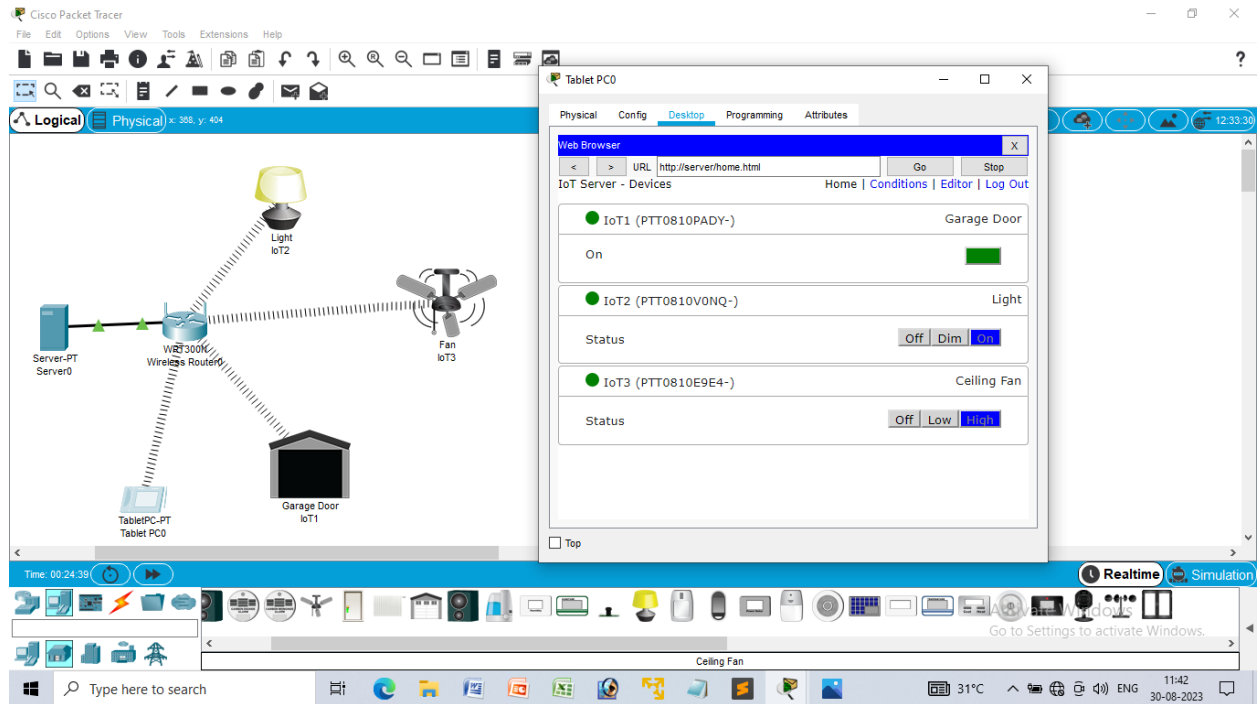 Cisco Packet Tracer
File Edit Options View Tools Extensions Help
?
Logical Physical x: 368, y: 404
12:33:30
Light
IoT2
Fan
IoT3
Server-PT
Server0
WRT300N
Wireless Router0
Garage Door
IoT1
TabletPC-PT
Tablet PC0
Tablet PC0
Physical Config Desktop Programming Attributes
Web Browser X
< > URL http://server/home.html Go Stop
IoT Server - Devices Home | Conditions | Editor | Log Out
IoT1 (PTT0810PADY-) Garage Door
On
IoT2 (PTT0810V0NQ-) Light
Status Off Dim On
IoT3 (PTT0810E9E4-) Ceiling Fan
Status Off Low High
Top
Time: 00:24:39 Realtime Simulation
Activate Windows
Go to Settings to activate Windows.
Ceiling Fan
Type here to search
31°C ENG 11:42
30-08-2023